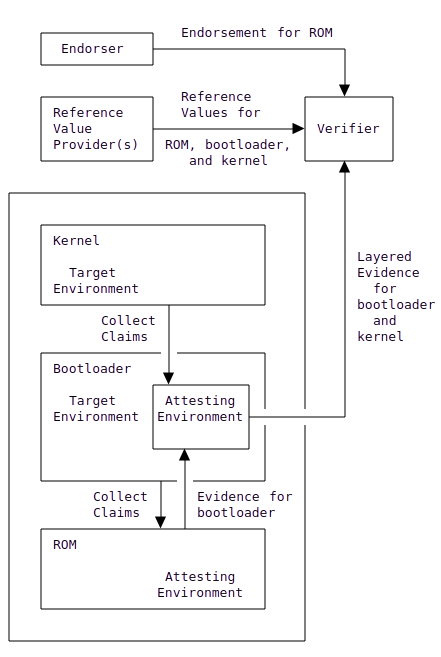 Endorser
Endorsement for ROM
Reference
Value
Provider(s)
Reference
Values for
ROM, bootloader,
and kernel
Verifier
Kernel
Target
Environment
Collect
Claims
Layered
Evidence
for
bootloader
and
kernel
Bootloader
Target
Environment
Attesting
Environment
Collect
Claims
Evidence for
bootloader
ROM
Attesting
Environment